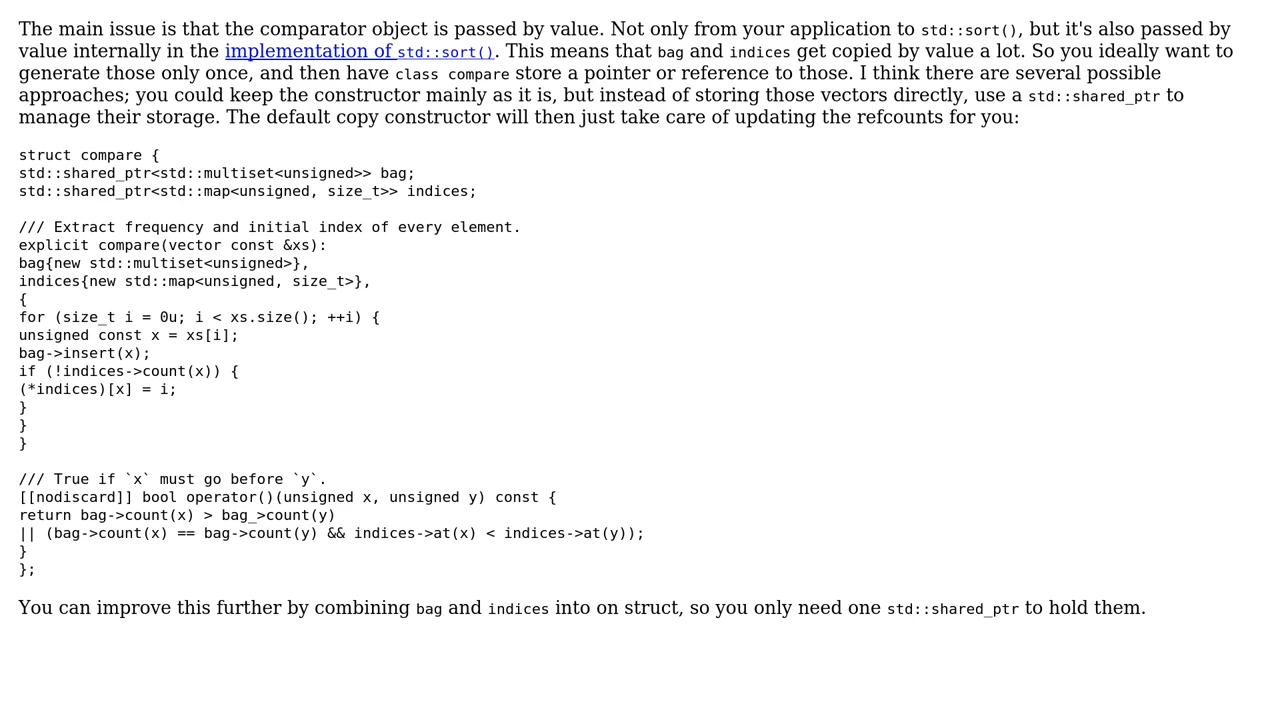 The main issue is that the comparator object is passed by value. Not only from your application to std::sort(), but it's also passed by
value internally in the implementation of std::sort(). This means that bag and indices get copied by value a lot. So you ideally want to
generate those only once, and then have class compare store a pointer or reference to those. I think there are several possible
approaches; you could keep the constructor mainly as it is, but instead of storing those vectors directly, use a std::shared_ptr to
manage their storage. The default copy constructor will then just take care of updating the refcounts for you:
struct compare {
std::shared_ptr<std::multiset<unsigned>> bag;
std::shared_ptr<std::map<unsigned, size_t>> indices;
/// Extract frequency and initial index of every element.
explicit compare(vector const &xs):
bag{new std::multiset<unsigned>},
indices{new std::map<unsigned, size_t>},
{
for (size_t i = 0u; i < xs.size(); ++i) {
unsigned const x = xs[i];
bag->insert(x);
if (!indices->count(x)) {
(*indices)[x] = i;
}
}
}
/// True if `x` must go before `y`.
[[nodiscard]] bool operator()(unsigned x, unsigned y) const {
return bag->count(x) > bag_>count(y)
|| (bag->count(x) == bag->count(y) && indices->at(x) < indices->at(y));
}
};
You can improve this further by combining bag and indices into on struct, so you only need one std::shared_ptr to hold them.